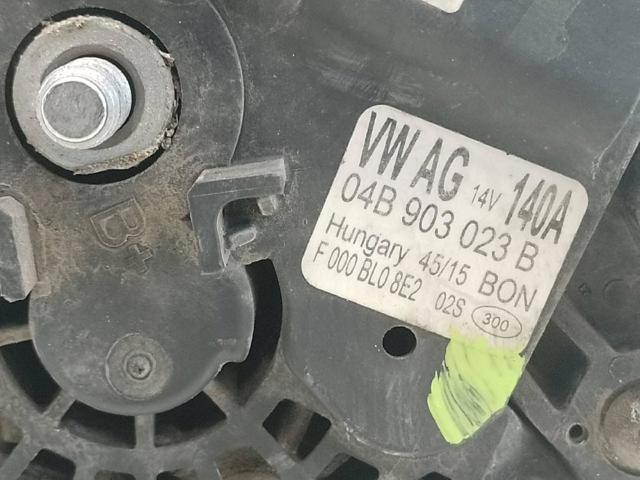 VW AG 14V 140A
04B 903 023 B
Hungary 45/15 BON
F 000 BL0 8E2 02S 300
B+